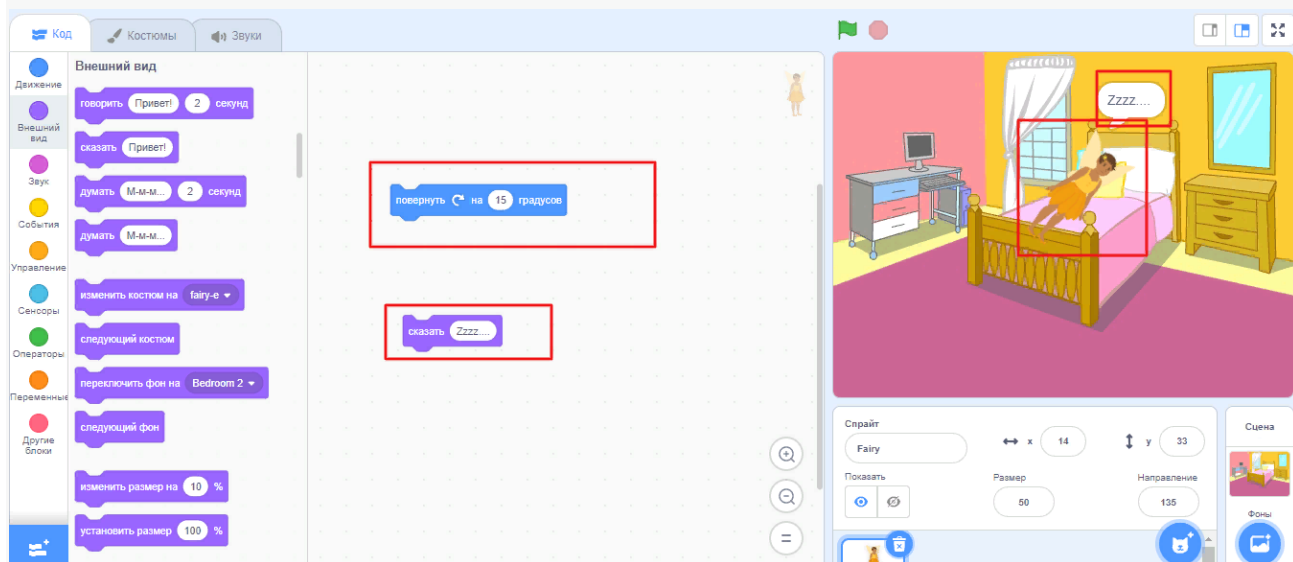 Код
Костюмы
Звуки
Движение
Внешний
вид
Звук
События
Управление
Сенсоры
Операторы
Переменные
Другие
блоки
Внешний вид
говорить Привет! 2 секунд
сказать Привет!
думать М-м-м... 2 секунд
думать М-м-м...
изменить костюм на fairy-e
следующий костюм
переключить фон на Bedroom 2
следующий фон
изменить размер на 10 %
установить размер 100 %
повернуть на 15 градусов
сказать Zzzz....
Zzzz....
Спрайт
Fairy
x 14
y 33
Показать
Размер
50
Направление
135
Сцена
Фоны